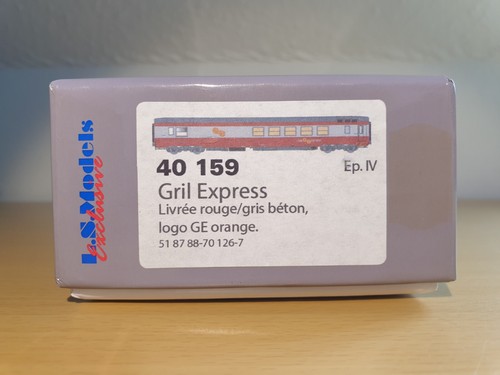 L.S.Models
exclusive
40 159
Ep. IV
Gril Express
Livrée rouge/gris béton,
logo GE orange.
51 87 88-70 126-7